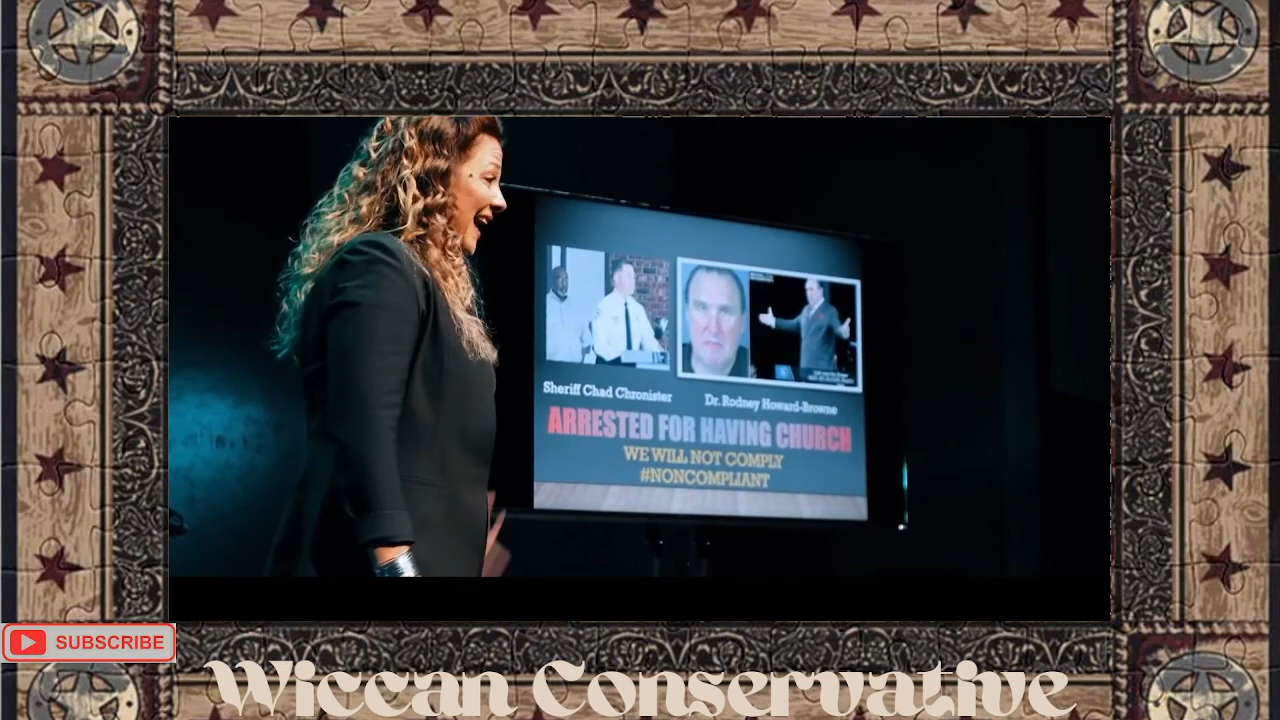 Sheriff Chad Chronister
Dr. Rodney Howard-Browne
ARRESTED FOR HAVING CHURCH
WE WILL NOT COMPLY
#NONCOMPLIANT
SUBSCRIBE
Wiccan Conservative